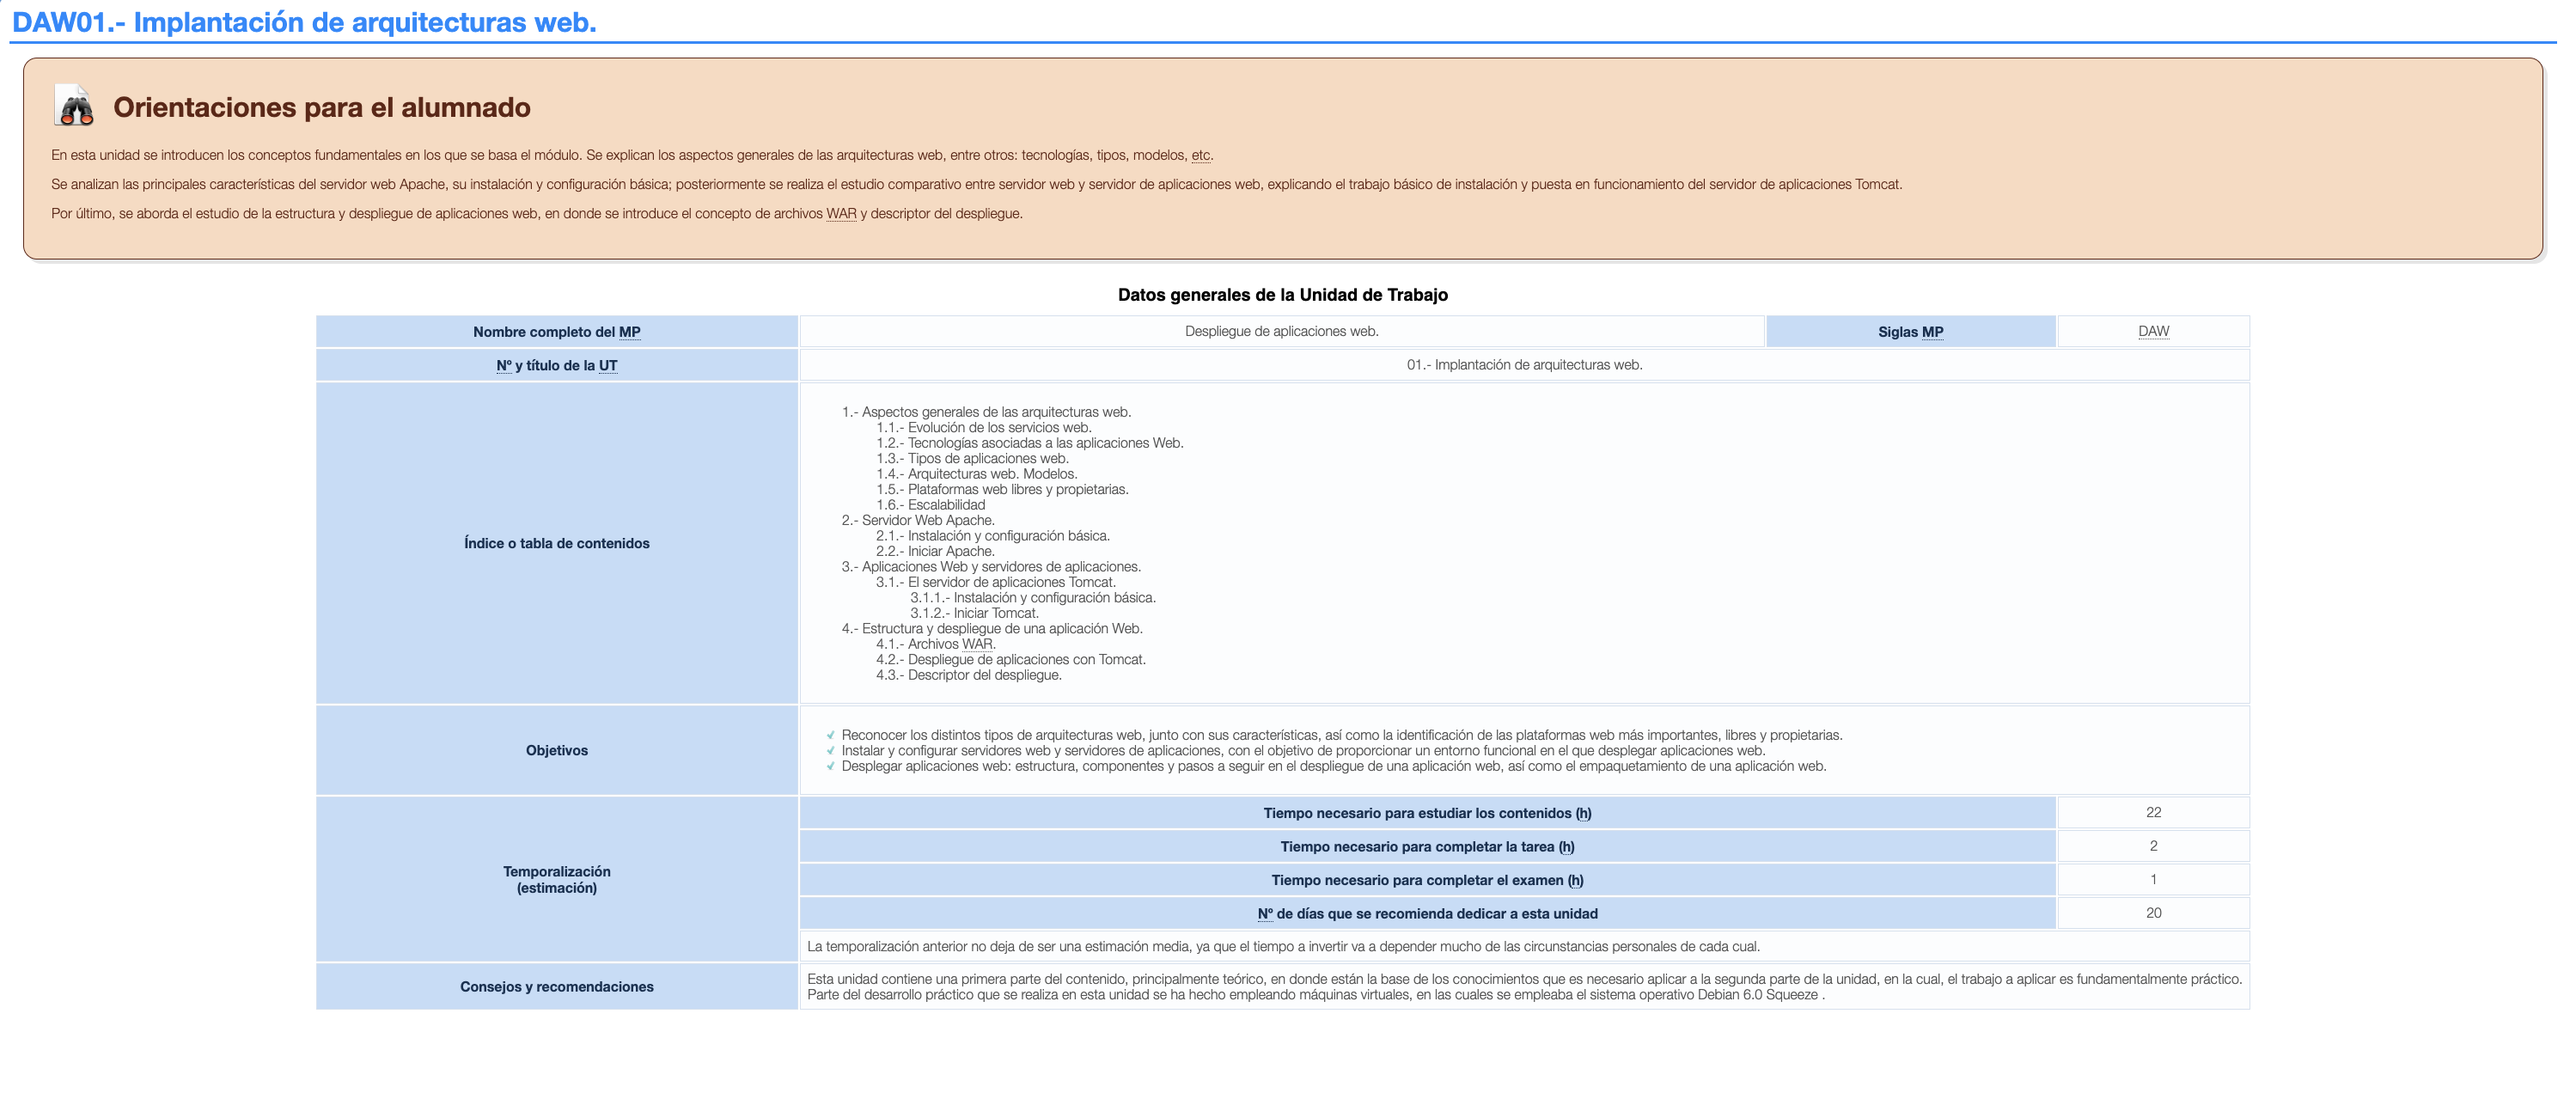 DAW01.- Implantación de arquitecturas web.
Orientaciones para el alumnado
En esta unidad se introducen los conceptos fundamentales en los que se basa el módulo. Se explican los aspectos generales de las arquitecturas web, entre otros: tecnologías, tipos, modelos, etc.
Se analizan las principales características del servidor web Apache, su instalación y configuración básica; posteriormente se realiza el estudio comparativo entre servidor web y servidor de aplicaciones web, explicando el trabajo básico de instalación y puesta en funcionamiento del servidor de aplicaciones Tomcat.
Por último, se aborda el estudio de la estructura y despliegue de aplicaciones web, en donde se introduce el concepto de archivos WAR y descriptor del despliegue.
Datos generales de la Unidad de Trabajo
Nombre completo del MP
Despliegue de aplicaciones web.
Siglas MP
DAW
Nº y título de la UT
01.- Implantación de arquitecturas web.
Índice o tabla de contenidos
1.- Aspectos generales de las arquitecturas web.
1.1.- Evolución de los servicios web.
1.2.- Tecnologías asociadas a las aplicaciones Web.
1.3.- Tipos de aplicaciones web.
1.4.- Arquitecturas web. Modelos.
1.5.- Plataformas web libres y propietarias.
1.6.- Escalabilidad
2.- Servidor Web Apache.
2.1.- Instalación y configuración básica.
2.2.- Iniciar Apache.
3.- Aplicaciones Web y servidores de aplicaciones.
3.1.- El servidor de aplicaciones Tomcat.
3.1.1.- Instalación y configuración básica.
3.1.2.- Iniciar Tomcat.
4.- Estructura y despliegue de una aplicación Web.
4.1.- Archivos WAR.
4.2.- Despliegue de aplicaciones con Tomcat.
4.3.- Descriptor del despliegue.
Objetivos
Reconocer los distintos tipos de arquitecturas web, junto con sus características, así como la identificación de las plataformas web más importantes, libres y propietarias.
Instalar y configurar servidores web y servidores de aplicaciones, con el objetivo de proporcionar un entorno funcional en el que desplegar aplicaciones web.
Desplegar aplicaciones web: estructura, componentes y pasos a seguir en el despliegue de una aplicación web, así como el empaquetamiento de una aplicación web.
Temporalización
(estimación)
Tiempo necesario para estudiar los contenidos (h)
22
Tiempo necesario para completar la tarea (h)
2
Tiempo necesario para completar el examen (h)
1
Nº de días que se recomienda dedicar a esta unidad
20
La temporalización anterior no deja de ser una estimación media, ya que el tiempo a invertir va a depender mucho de las circunstancias personales de cada cual.
Consejos y recomendaciones
Esta unidad contiene una primera parte del contenido, principalmente teórico, en donde están la base de los conocimientos que es necesario aplicar a la segunda parte de la unidad, en la cual, el trabajo a aplicar es fundamentalmente práctico.
Parte del desarrollo práctico que se realiza en esta unidad se ha hecho empleando máquinas virtuales, en las cuales se empleaba el sistema operativo Debian 6.0 Squeeze .